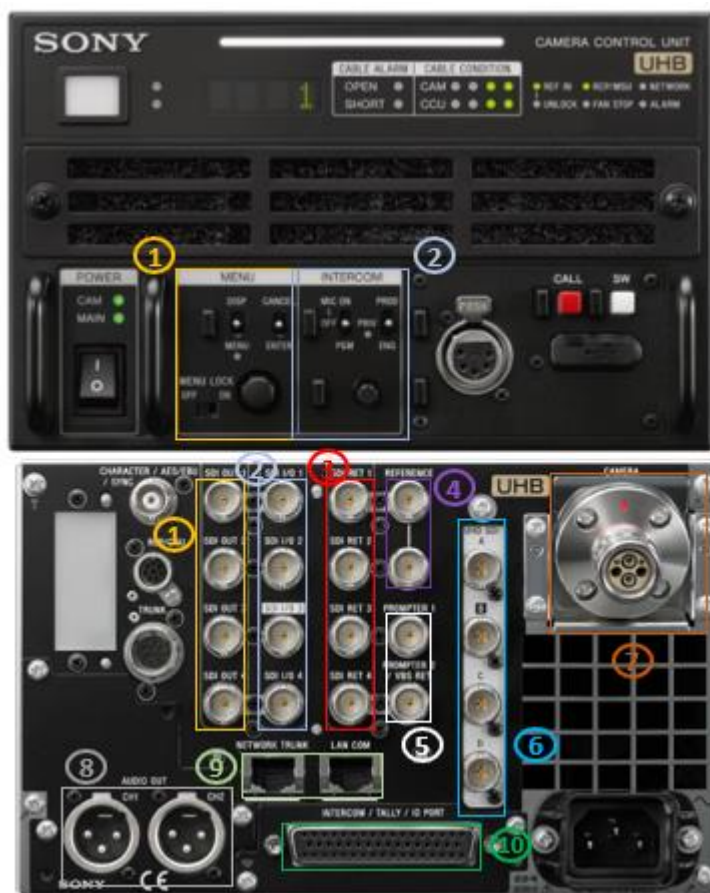 SONY
CAMERA CONTROL UNIT
UHB
CABLE ALARM
CABLE CONDITION
OPEN
CAM
REF IN
REF/MSU
NETWORK
SHORT
CCU
UNLOCK
FAN STOP
ALARM
1
1
2
POWER
MENU
INTERCOM
CALL
SW
CAM
DISP
CANCEL
MIC ON
PROD
MAIN
OFF
PRIV
MENU
ENTER
PGM
ENG
MENU LOCK
OFF
ON
I
O
PUSH
CHARACTER / AES/EBU
/ SYNC
SDI OUT 1
2
SDI I/O 1
3
SDI RET 1
REFERENCE
4
UHB
CAMERA
1
SDI OUT 2
SDI I/O 2
SDI RET 2
A
TRUNK
SDI OUT 3
SDI I/O 3
SDI RET 3
PROMPTER 1
B
7
SDI OUT 4
SDI I/O 4
SDI RET 4
PROMPTER 2
/ VBS RET
C
5
6
D
8
9
NETWORK TRUNK
LAN COM
AUDIO OUT
CH1
CH2
INTERCOM / TALLY / IO PORT
10
SONY
CE